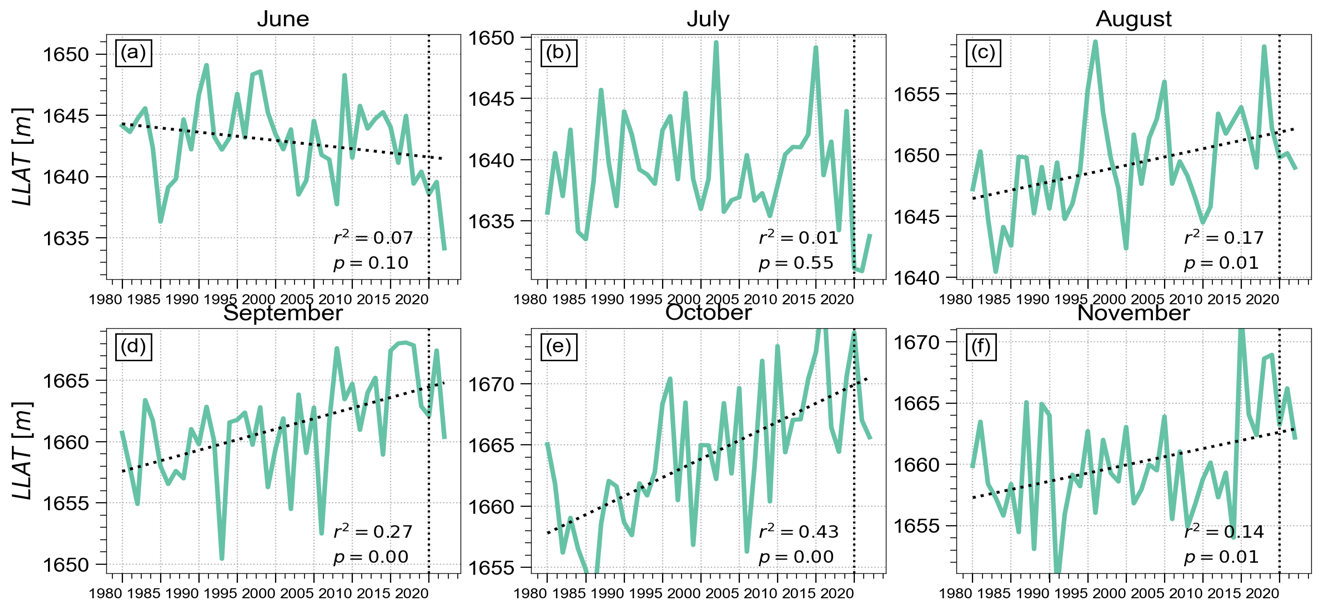 June
July
August
(a)
(b)
(c)
LLAT [m]
1650
1645
1640
1635
1650
1645
1640
1635
1655
1650
1645
1640
r² = 0.07
p = 0.10
r² = 0.01
p = 0.55
r² = 0.17
p = 0.01
1980 1985 1990 1995 2000 2005 2010 2015 2020
1980 1985 1990 1995 2000 2005 2010 2015 2020
1980 1985 1990 1995 2000 2005 2010 2015 2020
September
October
November
(d)
(e)
(f)
LLAT [m]
1665
1660
1655
1650
1670
1665
1660
1655
1670
1665
1660
1655
r² = 0.27
p = 0.00
r² = 0.43
p = 0.00
r² = 0.14
p = 0.01
1980 1985 1990 1995 2000 2005 2010 2015 2020
1980 1985 1990 1995 2000 2005 2010 2015 2020
1980 1985 1990 1995 2000 2005 2010 2015 2020